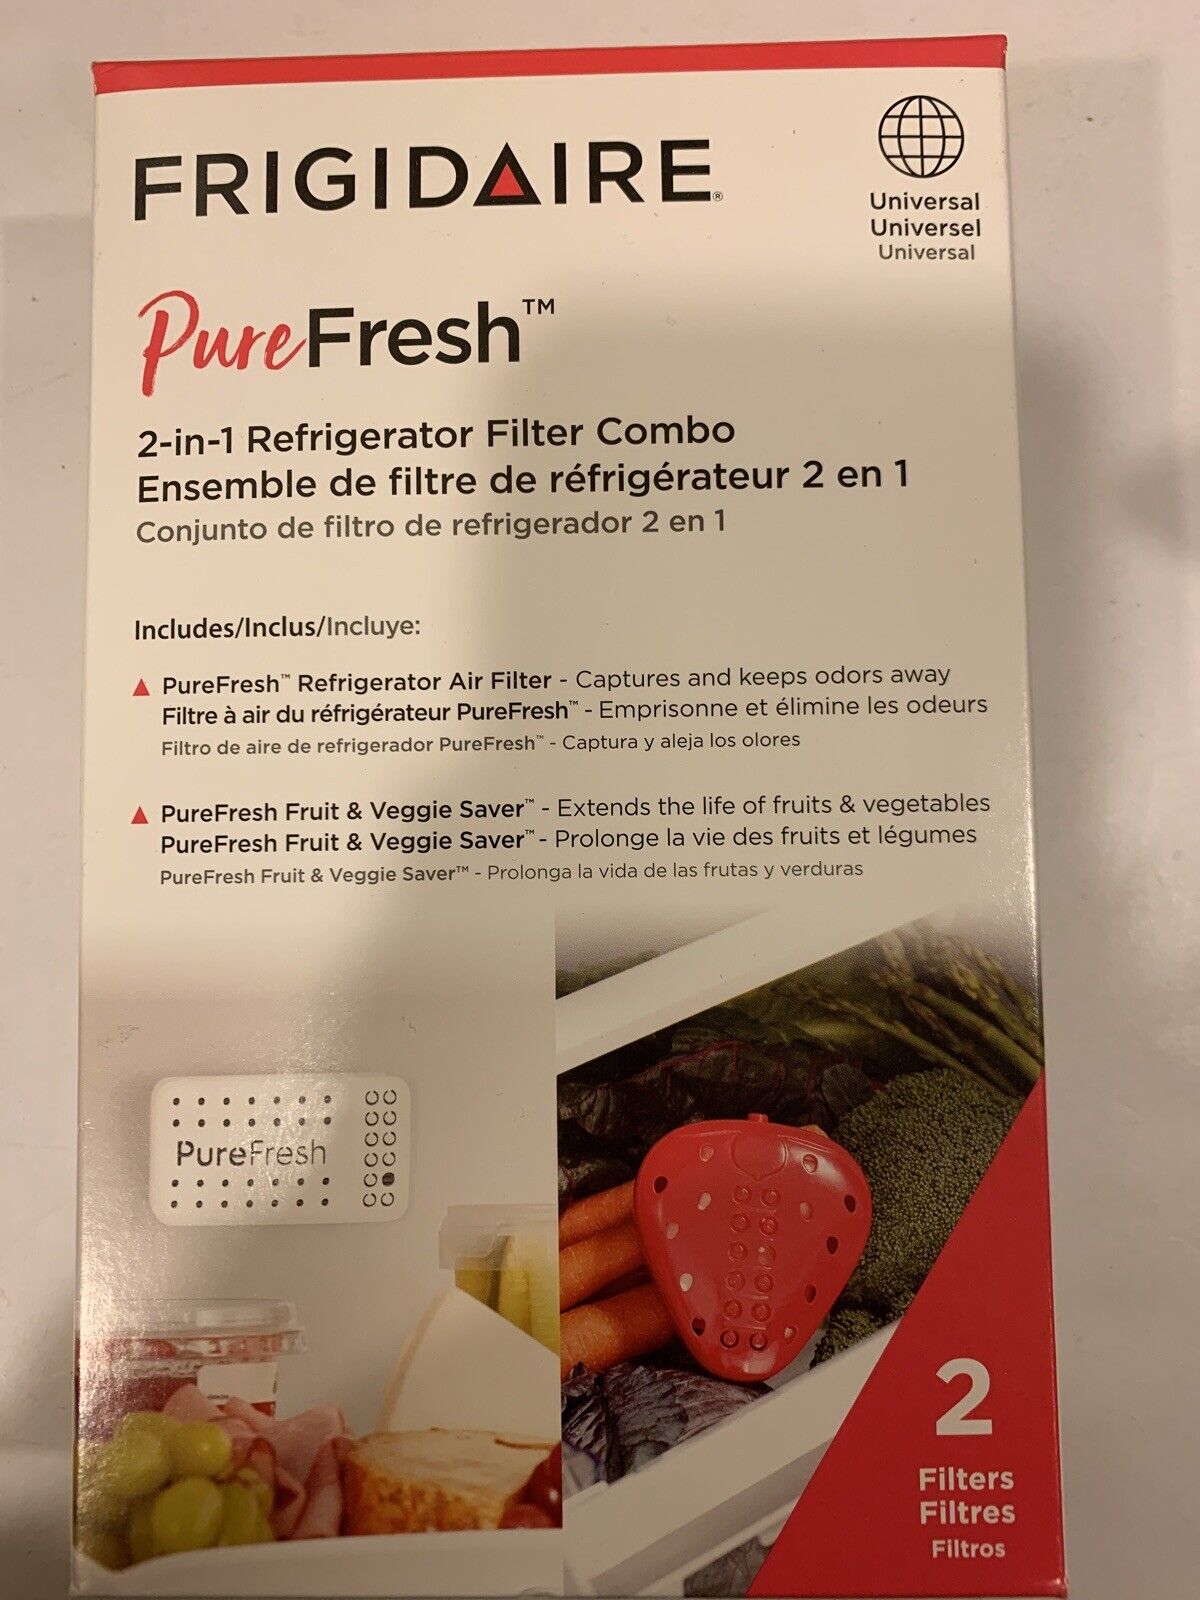 FRIGIDAIRE®
Universal
Universel
Universal
PureFresh™
2-in-1 Refrigerator Filter Combo
Ensemble de filtre de réfrigérateur 2 en 1
Conjunto de filtro de refrigerador 2 en 1
Includes/Inclus/Incluye:
PureFresh™ Refrigerator Air Filter - Captures and keeps odors away
Filtre à air du réfrigérateur PureFresh™ - Emprisonne et élimine les odeurs
Filtro de aire de refrigerador PureFresh™ - Captura y aleja los olores
PureFresh Fruit & Veggie Saver™ - Extends the life of fruits & vegetables
PureFresh Fruit & Veggie Saver™ - Prolonge la vie des fruits et légumes
PureFresh Fruit & Veggie Saver™ - Prolonga la vida de las frutas y verduras
PureFresh
2
Filters
Filtres
Filtros